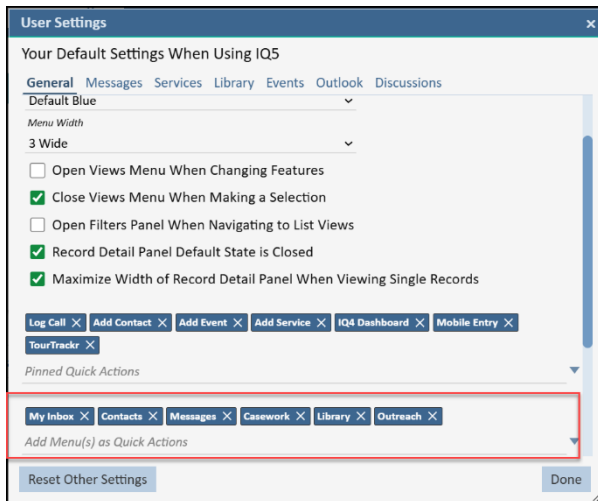 User Settings ×
Your Default Settings When Using IQ5
General Messages Services Library Events Outlook Discussions
Default Blue
Menu Width
3 Wide
Open Views Menu When Changing Features
Close Views Menu When Making a Selection
Open Filters Panel When Navigating to List Views
Record Detail Panel Default State is Closed
Maximize Width of Record Detail Panel When Viewing Single Records
Log Call × Add Contact × Add Event × Add Service × IQ4 Dashboard × Mobile Entry ×
TourTrackr ×
Pinned Quick Actions
My Inbox × Contacts × Messages × Casework × Library × Outreach ×
Add Menu(s) as Quick Actions
Reset Other Settings Done